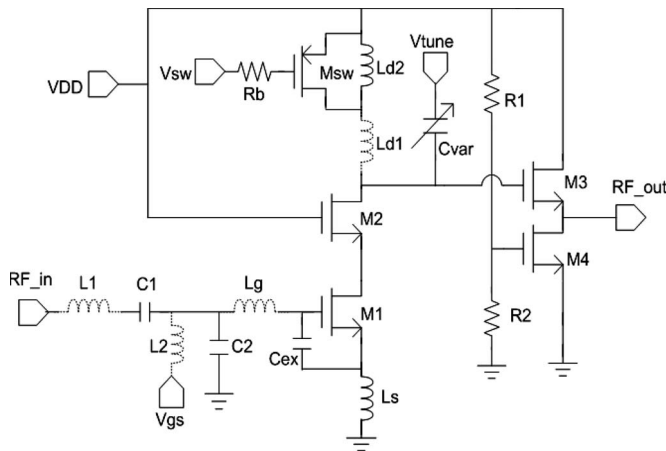 Vtune
Vsw
Msw
Ld2
VDD
Rb
R1
Ld1
Cvar
M3
RF_out
M2
M4
RF_in
L1
C1
Lg
M1
R2
L2
C2
Cex
Vgs
Ls